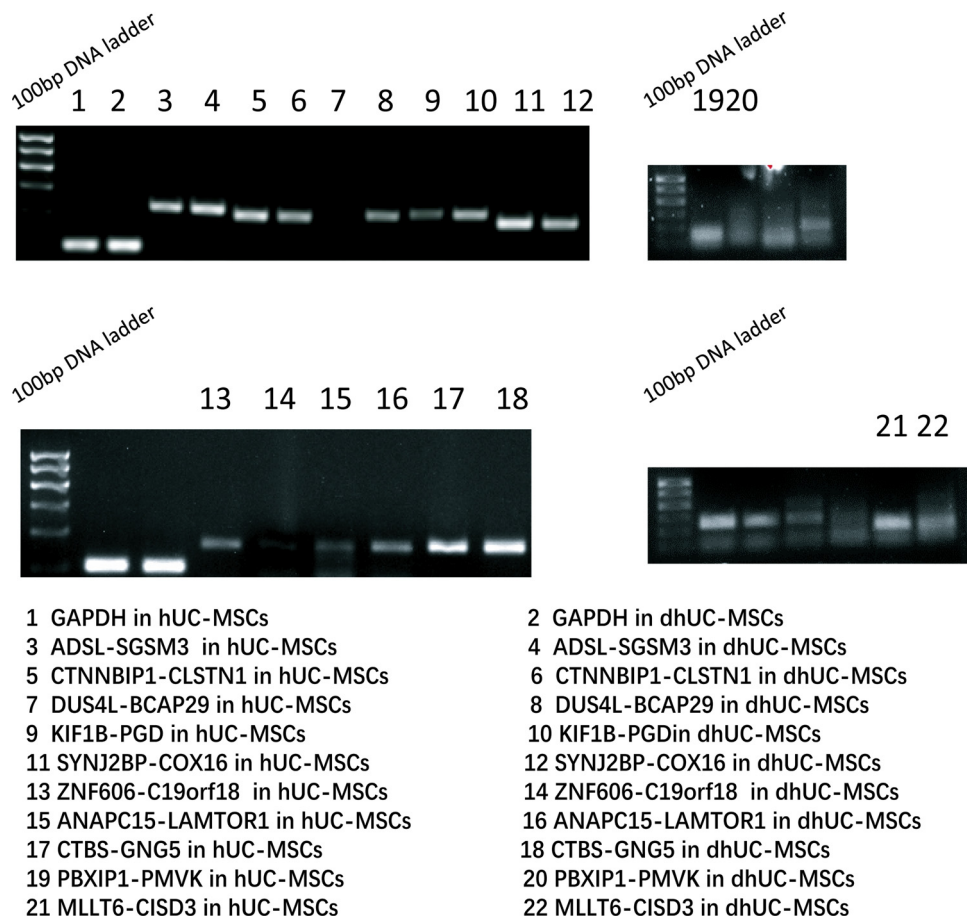 100bp DNA ladder
1 2 3 4 5 6 7 8 9 10 11 12
100bp DNA ladder
1920
100bp DNA ladder
13 14 15 16 17 18
100bp DNA ladder
21 22
1 GAPDH in hUC-MSCs
2 GAPDH in dhUC-MSCs
3 ADSL-SGSM3 in hUC-MSCs
4 ADSL-SGSM3 in dhUC-MSCs
5 CTNNBIP1-CLSTN1 in hUC-MSCs
6 CTNNBIP1-CLSTN1 in dhUC-MSCs
7 DUS4L-BCAP29 in hUC-MSCs
8 DUS4L-BCAP29 in dhUC-MSCs
9 KIF1B-PGD in hUC-MSCs
10 KIF1B-PGDin dhUC-MSCs
11 SYNJ2BP-COX16 in hUC-MSCs
12 SYNJ2BP-COX16 in dhUC-MSCs
13 ZNF606-C19orf18 in hUC-MSCs
14 ZNF606-C19orf18 in dhUC-MSCs
15 ANAPC15-LAMTOR1 in hUC-MSCs
16 ANAPC15-LAMTOR1 in dhUC-MSCs
17 CTBS-GNG5 in hUC-MSCs
18 CTBS-GNG5 in dhUC-MSCs
19 PBXIP1-PMVK in hUC-MSCs
20 PBXIP1-PMVK in dhUC-MSCs
21 MLLT6-CISD3 in hUC-MSCs
22 MLLT6-CISD3 in dhUC-MSCs